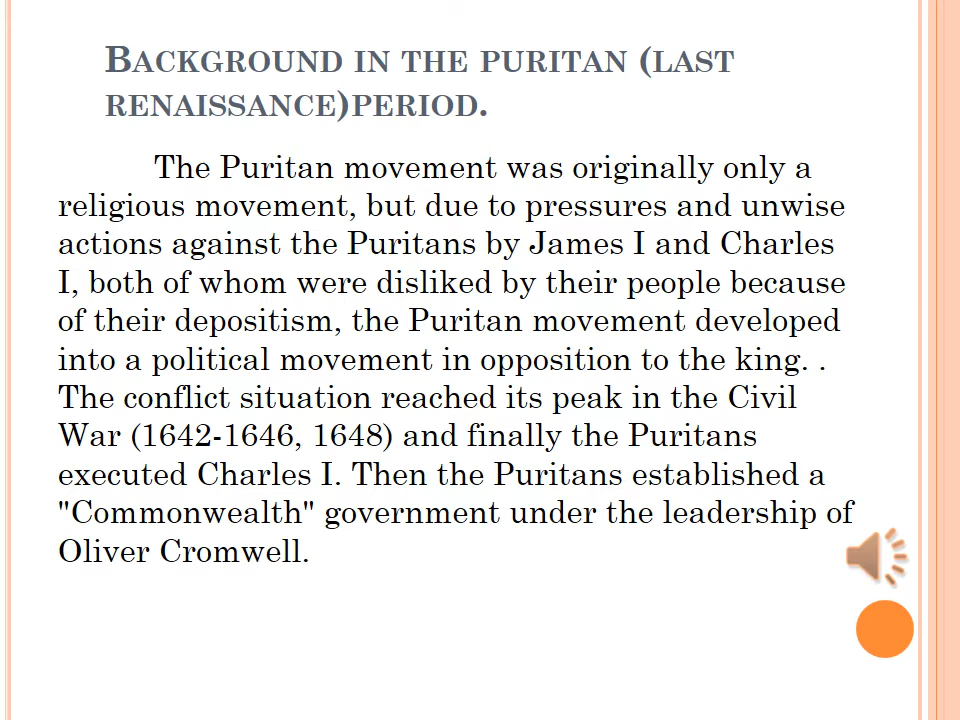 Background in the puritan (last
renaissance)period.
The Puritan movement was originally only a
religious movement, but due to pressures and unwise
actions against the Puritans by James I and Charles
I, both of whom were disliked by their people because
of their depositism, the Puritan movement developed
into a political movement in opposition to the king. .
The conflict situation reached its peak in the Civil
War (1642-1646, 1648) and finally the Puritans
executed Charles I. Then the Puritans established a
"Commonwealth" government under the leadership of
Oliver Cromwell.